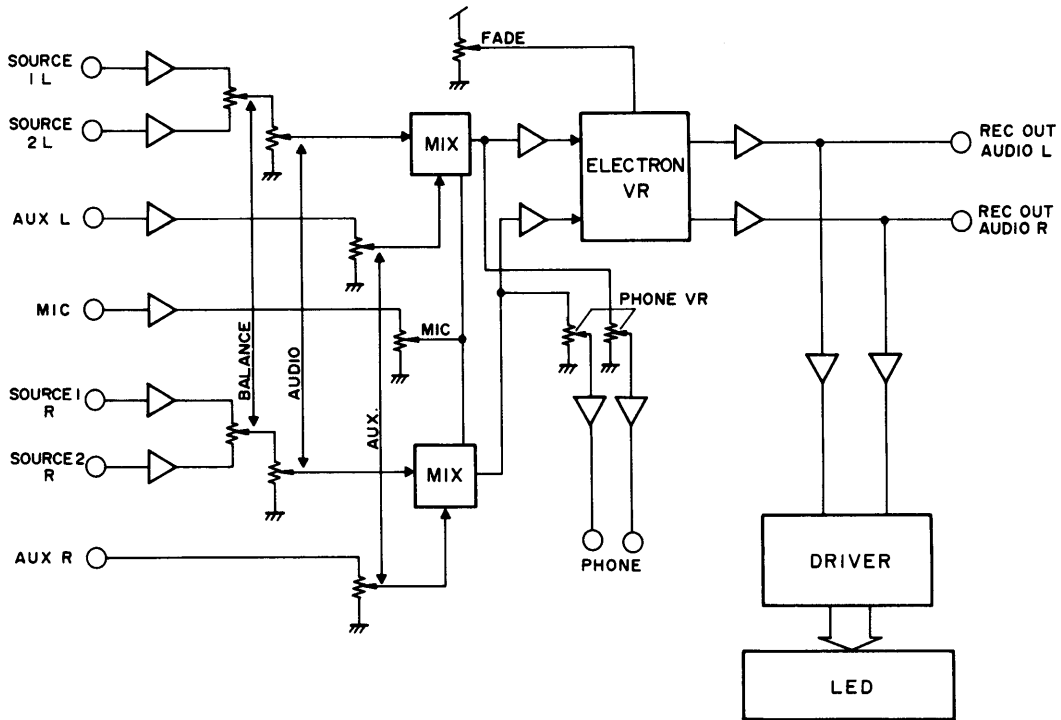 SOURCE
1 L
SOURCE
2 L
AUX L
MIC
SOURCE 1
R
SOURCE 2
R
AUX R
BALANCE
AUDIO
AUX.
MIC
MIX
MIX
FADE
ELECTRON
VR
PHONE VR
PHONE
REC OUT
AUDIO L
REC OUT
AUDIO R
DRIVER
LED